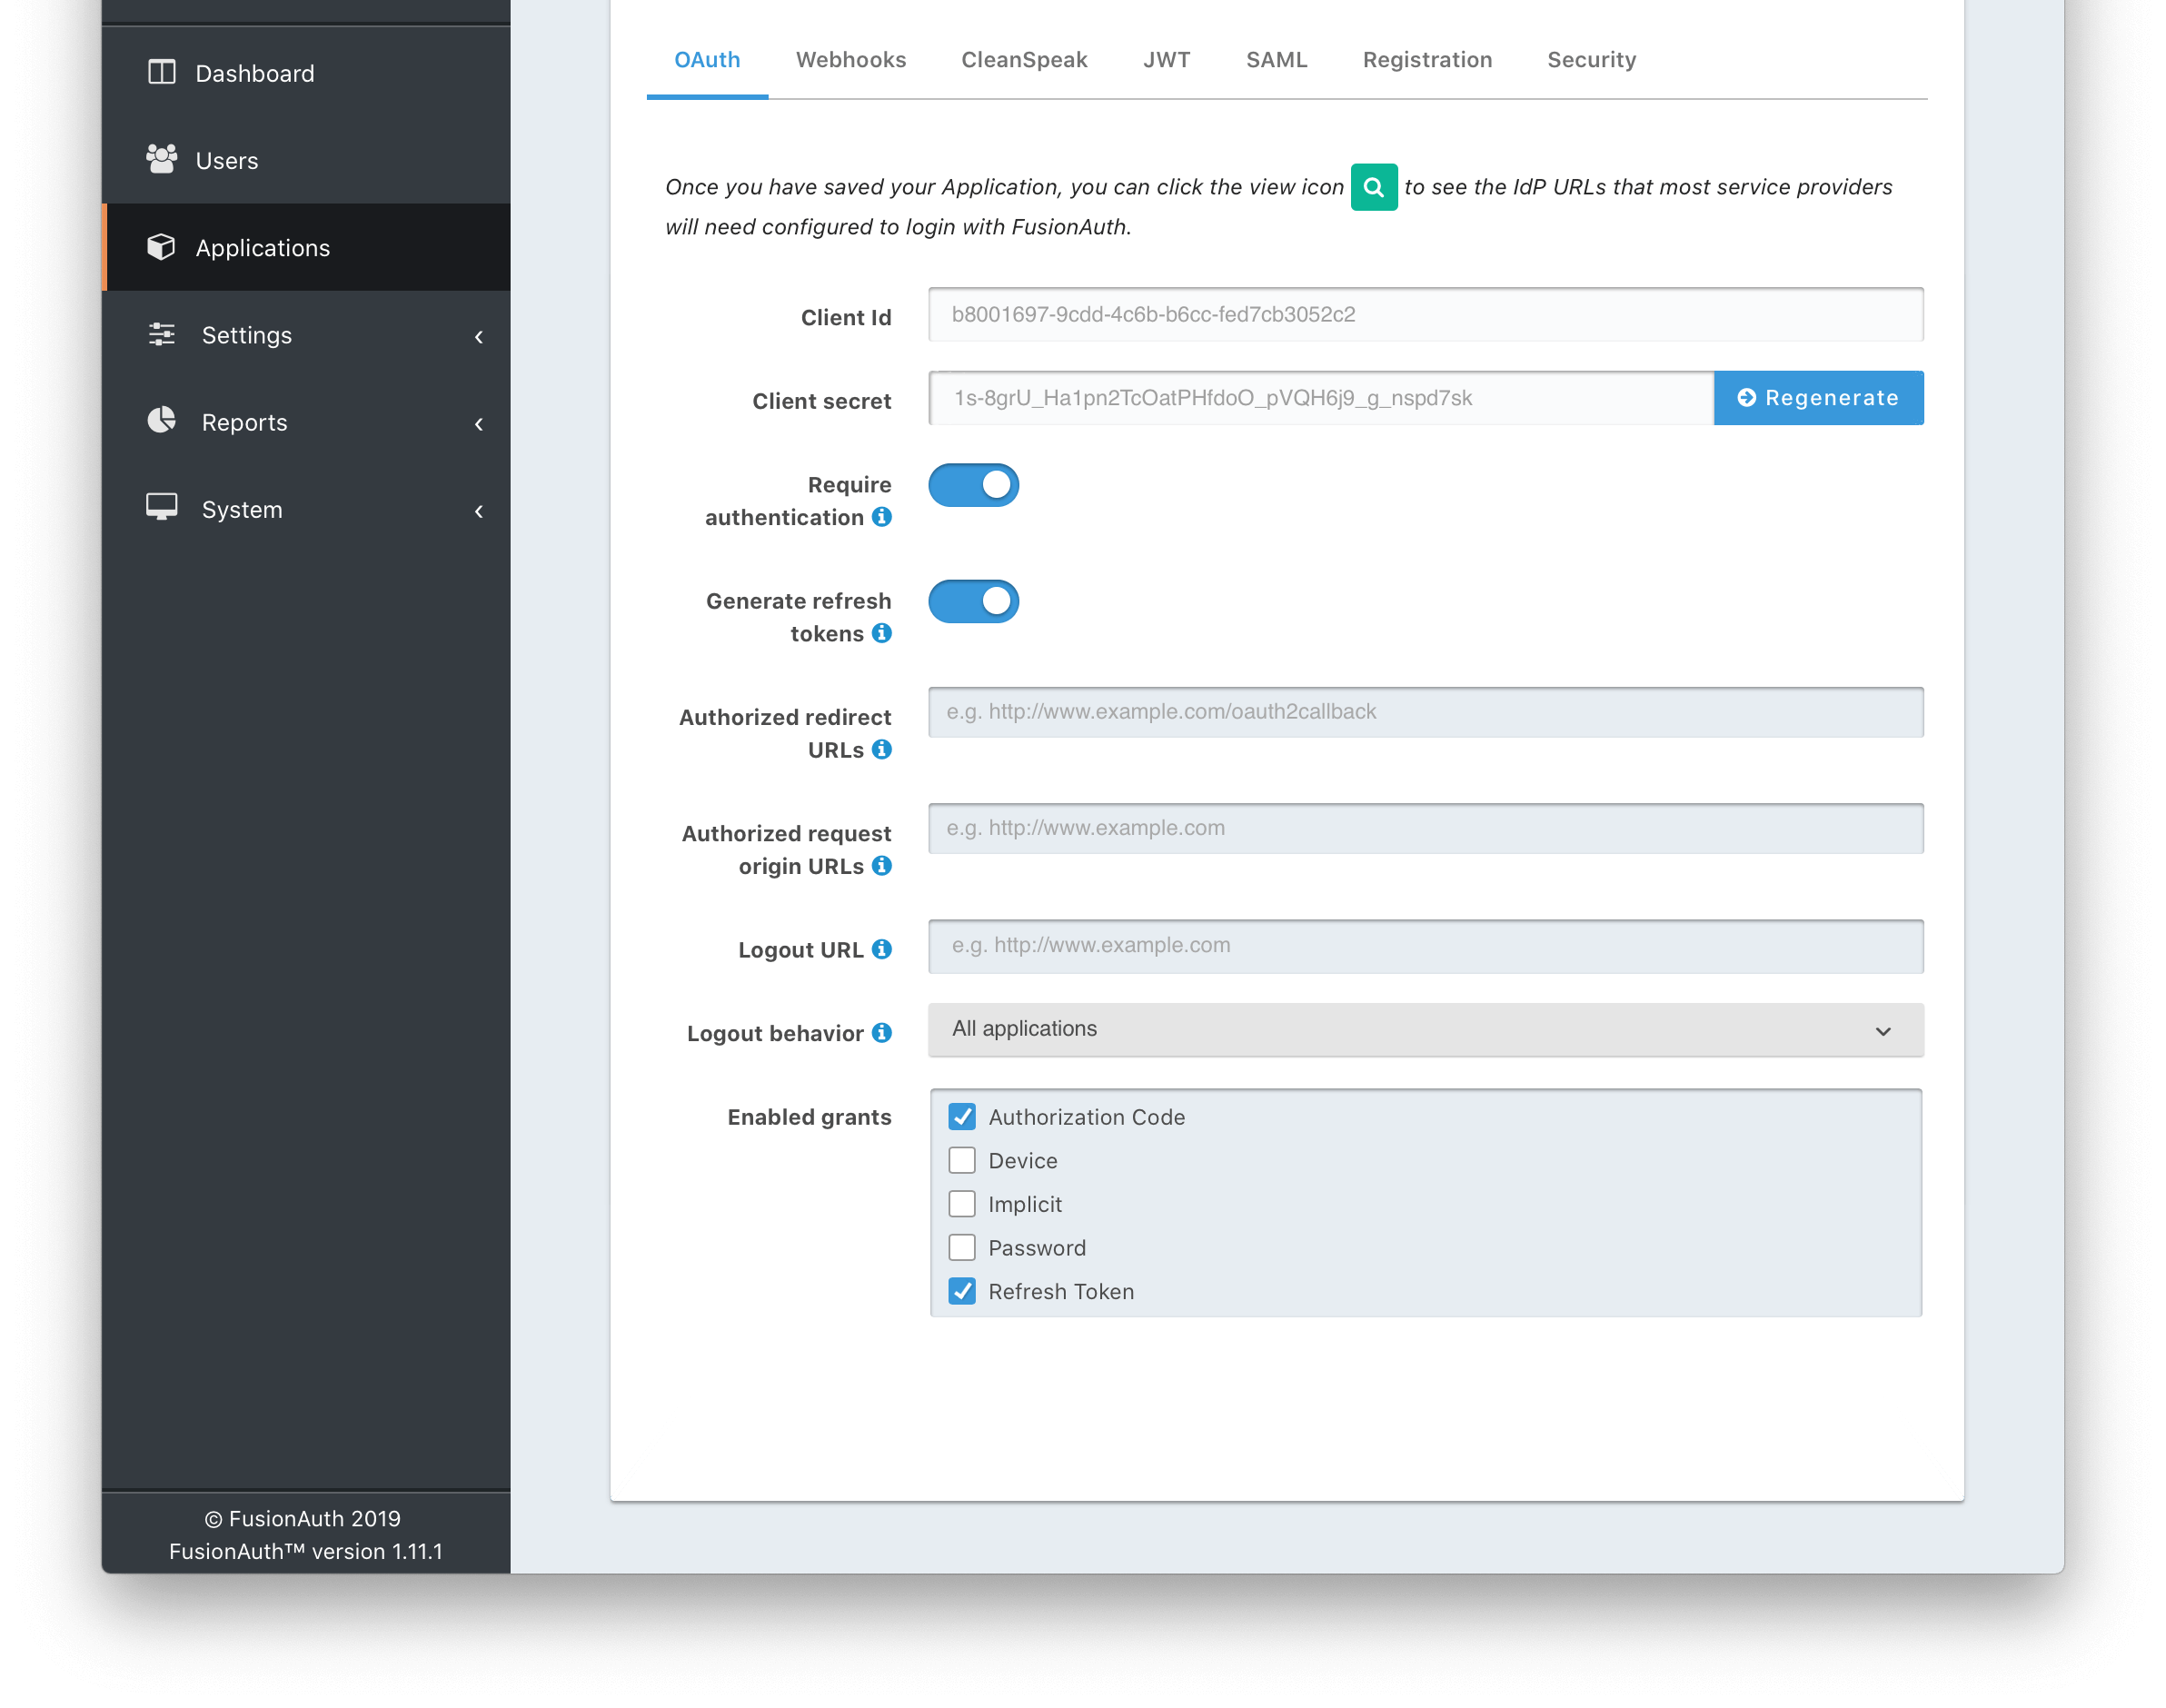 Dashboard
Users
Applications
Settings
Reports
System
© FusionAuth 2019
FusionAuth™ version 1.11.1
OAuth Webhooks CleanSpeak JWT SAML Registration Security
Once you have saved your Application, you can click the view icon to see the IdP URLs that most service providers
will need configured to login with FusionAuth.
Client Id b8001697-9cdd-4c6b-b6cc-fed7cb3052c2
Client secret 1s-8grU_Ha1pn2TcOatPHfdoO_pVQH6j9_g_nspd7sk Regenerate
Require
authentication
Generate refresh
tokens
Authorized redirect
URLs
e.g. http://www.example.com/oauth2callback
Authorized request
origin URLs
e.g. http://www.example.com
Logout URL e.g. http://www.example.com
Logout behavior All applications
Enabled grants
Authorization Code
Device
Implicit
Password
Refresh Token